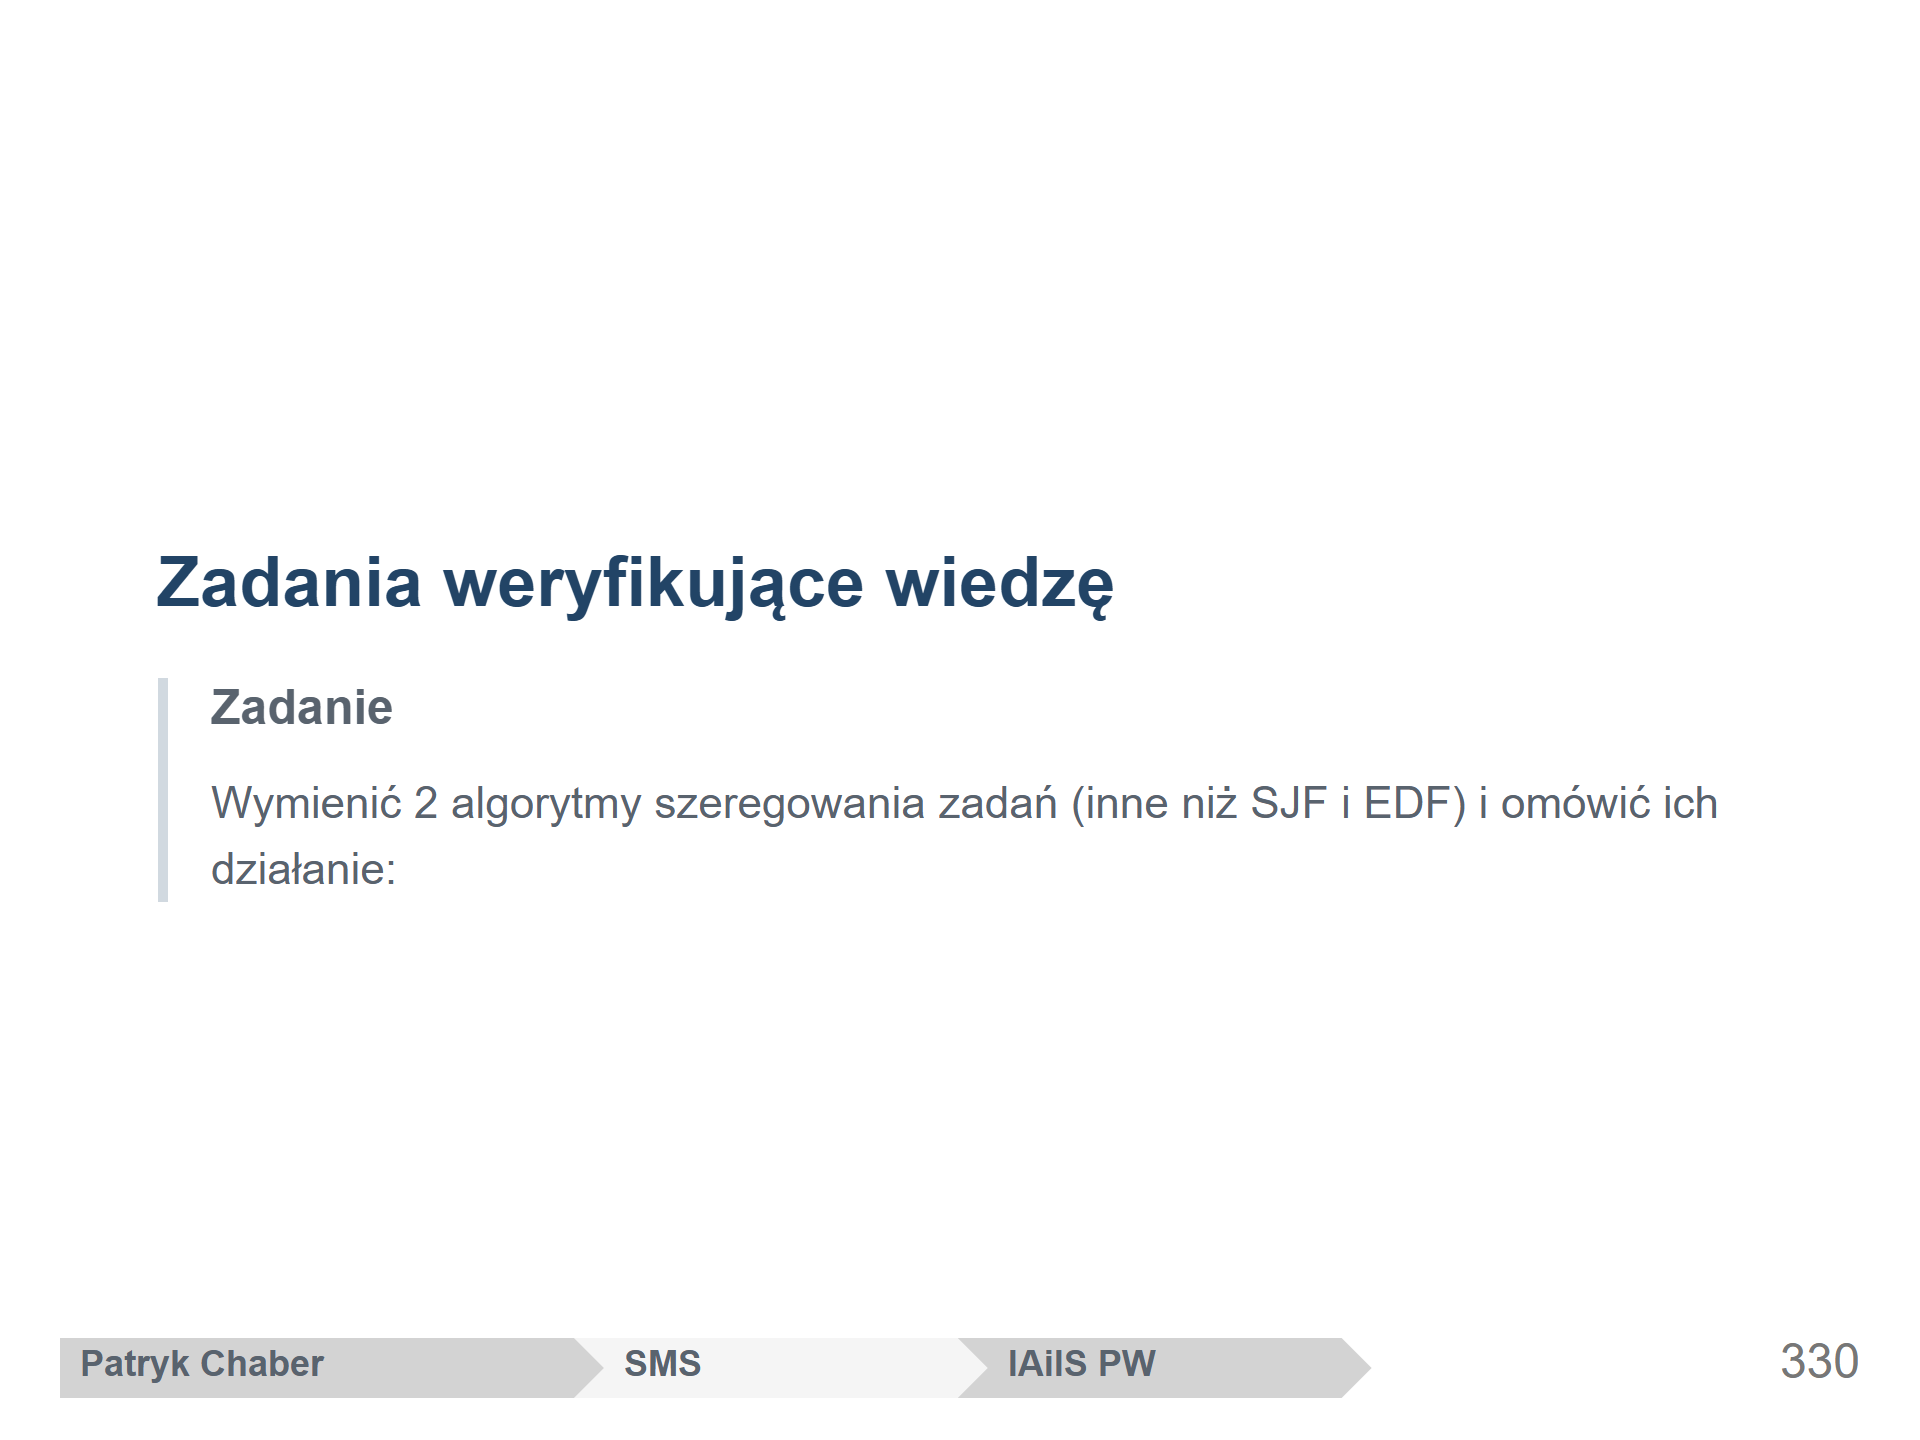 Zadania weryfikujące wiedzę
Zadanie
Wymienić 2 algorytmy szeregowania zadań (inne niż SJF i EDF) i omówić ich
działanie:
Patryk Chaber
SMS
IAiIS PW
330